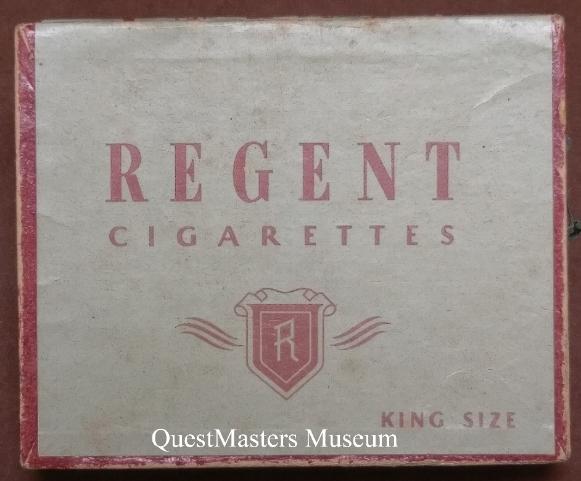 REGENT
CIGARETTES
R
KING SIZE
QuestMasters Museum